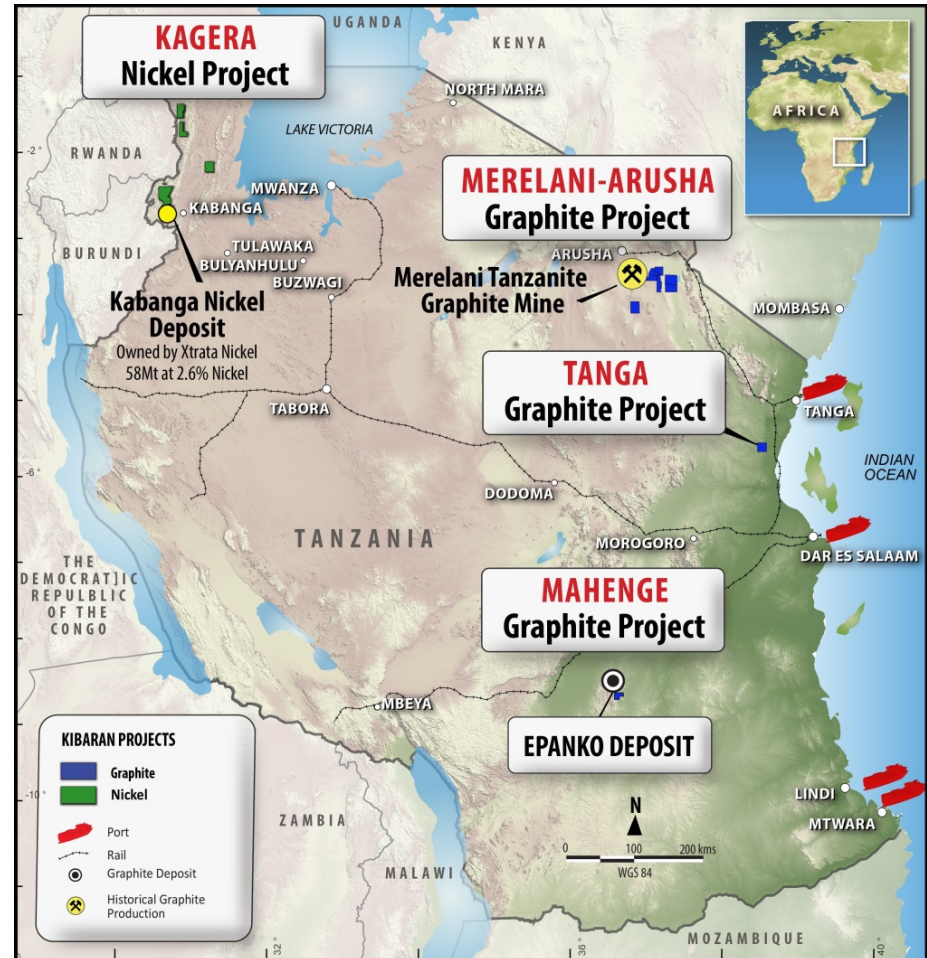 UGANDA
KAGERA
Nickel Project
KENYA
NORTH MARA
LAKE VICTORIA
AFRICA
-2°
RWANDA
MERELANI-ARUSHA
Graphite Project
MWANZA
KABANGA
BURUNDI
TULAWAKA
BULYANHULU
BUZWAGI
ARUSHA
Merelani Tanzanite
Graphite Mine
Kabanga Nickel
Deposit
Owned by Xtrata Nickel
58Mt at 2.6% Nickel
MOMBASA
TANGA
Graphite Project
TABORA
TANGA
INDIAN
OCEAN
-6°
DODOMA
TANZANIA
MOROGORO
DAR ES SALAAM
THE
DEMOCRAT]IC
REPULBLIC
OF THE
CONGO
MAHENGE
Graphite Project
MBEYA
EPANKO DEPOSIT
KIBARAN PROJECTS
Graphite
Nickel
Port
Rail
Graphite Deposit
Historical Graphite
Production
-10°
ZAMBIA
MALAWI
N
0 100 200 kms
WGS 84
LINDI
MTWARA
MOZAMBIQUE
32°
36°
40°